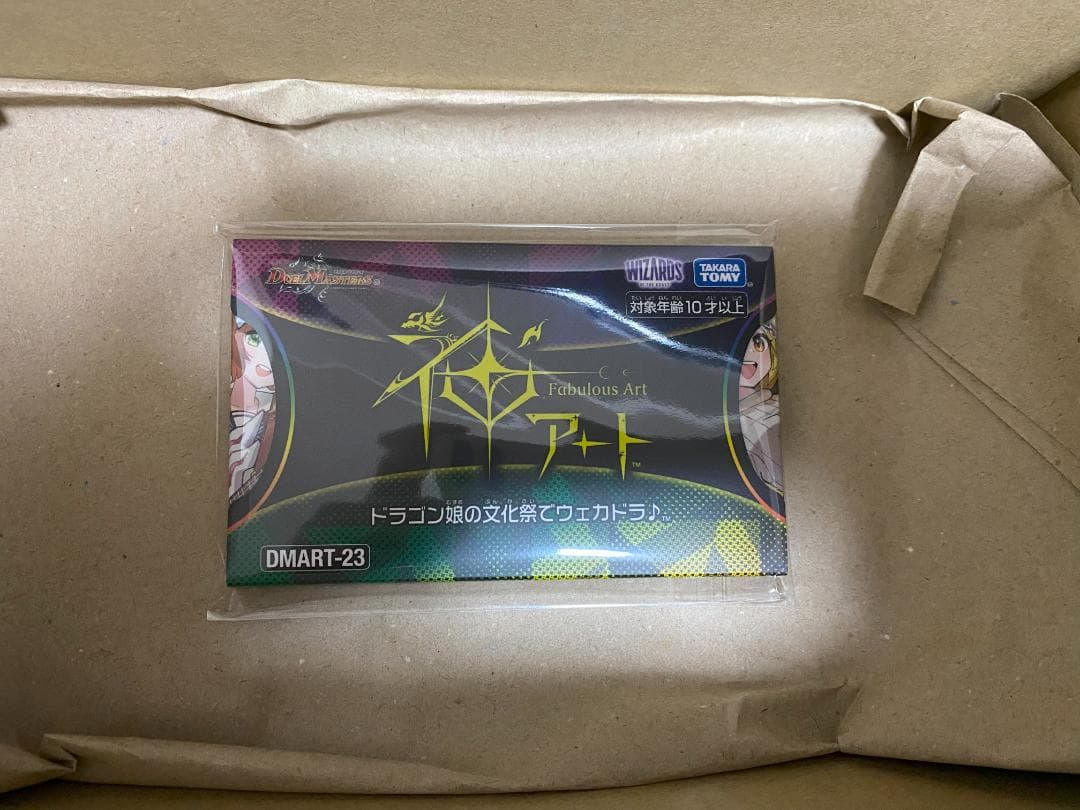 DUEL MASTERS
WIZARDS
TAKARA
TOMY
対象年齢10才以上
神アート
Fabulous Art
ドラゴン娘の文化祭でウェカドラ♪
DMART-23